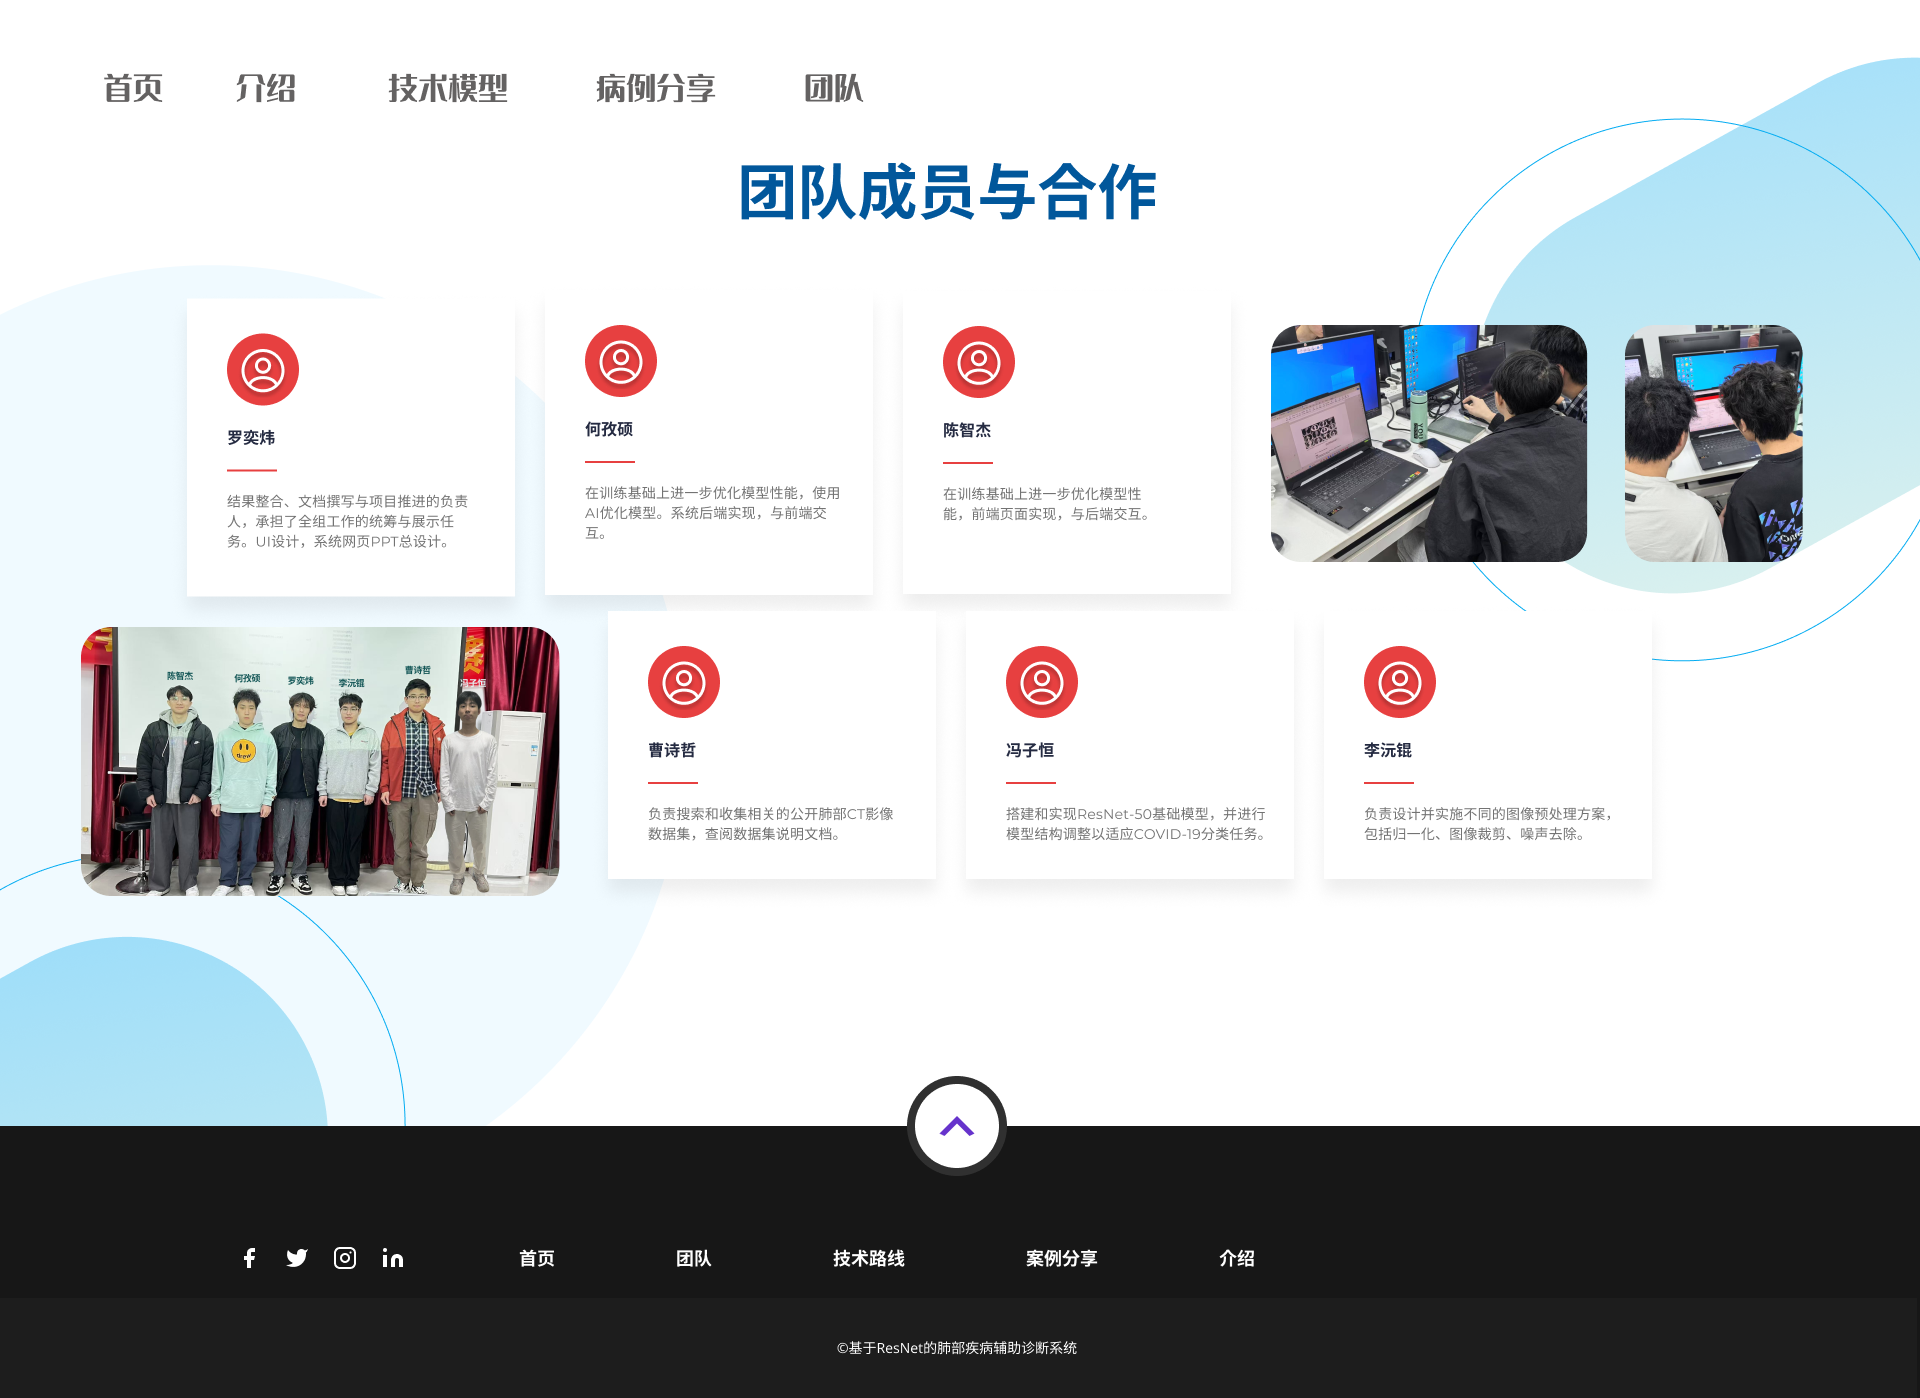 首页 介绍 技术模型 病例分享 团队
团队成员与合作
罗奕炜
结果整合、文档撰写与项目推进的负责
人，承担了全组工作的统筹与展示任
务。UI设计，系统网页PPT总设计。
何孜硕
在训练基础上进一步优化模型性能，使用
AI优化模型。系统后端实现，与前端交
互。
陈智杰
在训练基础上进一步优化模型性
能，前端页面实现，与后端交互。
陈智杰 何孜硕 罗奕炜 李沅锟 曹诗哲 冯子恒
曹诗哲
负责搜索和收集相关的公开肺部CT影像
数据集，查阅数据集说明文档。
冯子恒
搭建和实现ResNet-50基础模型，并进行
模型结构调整以适应COVID-19分类任务。
李沅锟
负责设计并实施不同的图像预处理方案，
包括归一化、图像裁剪、噪声去除。
首页 团队 技术路线 案例分享 介绍
©基于ResNet的肺部疾病辅助诊断系统